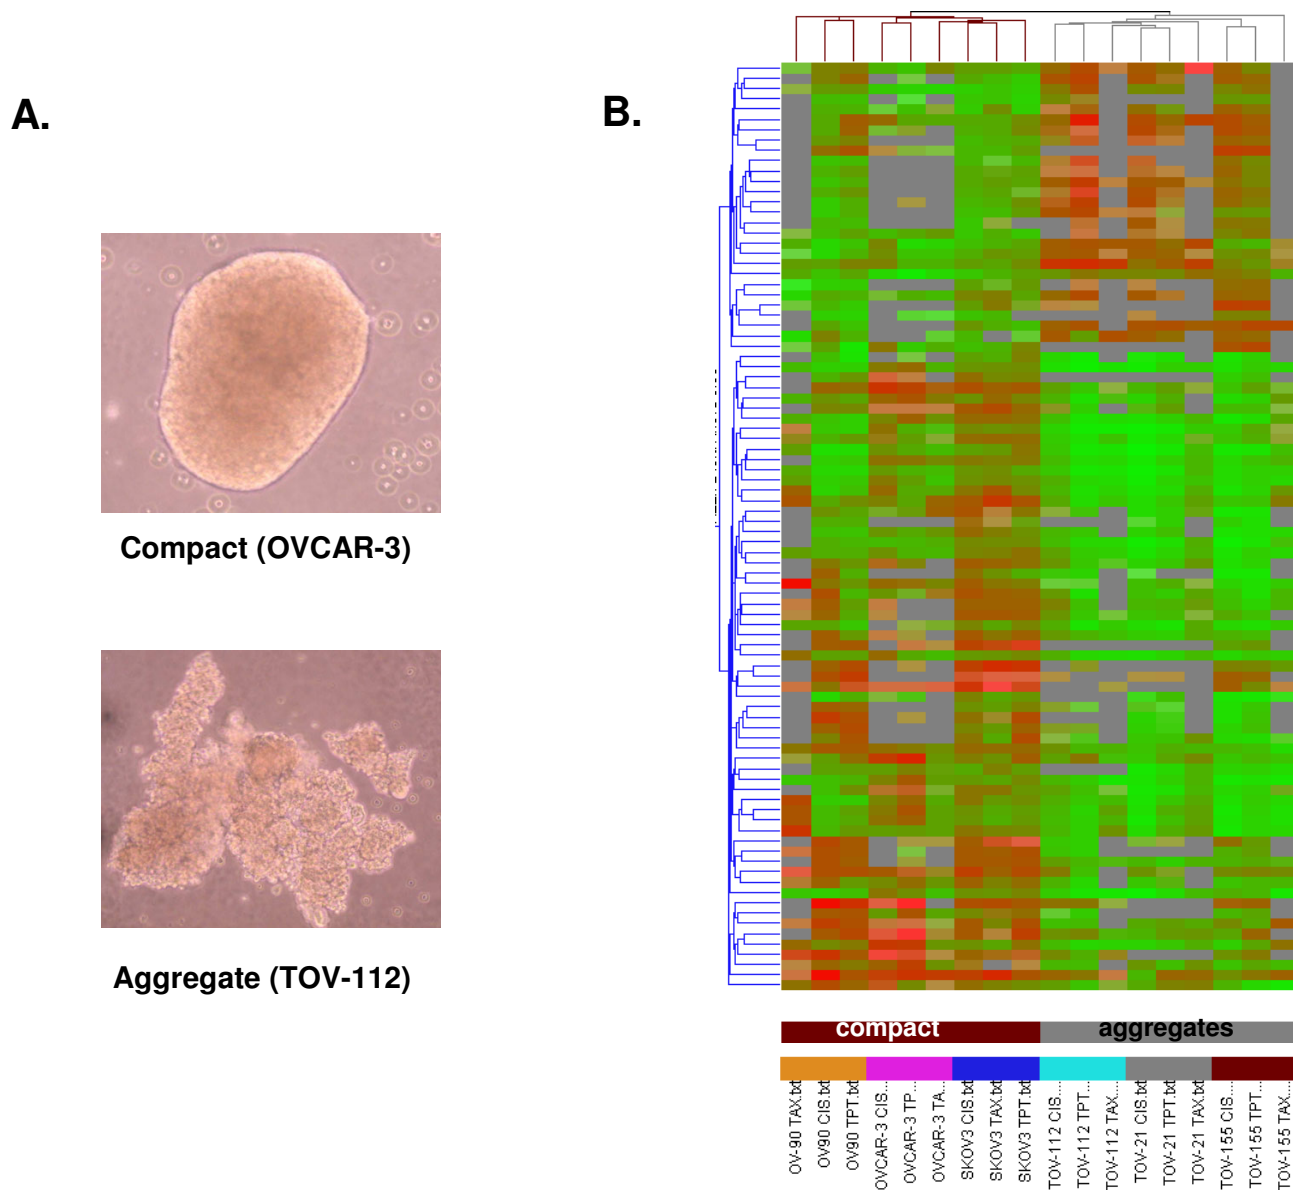 A.
B.
Compact (OVCAR-3)
Aggregate (TOV-112)
compact
aggregates
OV-90 TAX.txt
OV90 CIS.txt
OV90 TPT.txt
OVCAR-3 CIS...
OVCAR-3 TP...
OVCAR-3 TA...
SKOV3 CIS.txt
SKOV3 TAX.txt
SKOV3 TPT.txt
TOV-112 CIS....
TOV-112 TPT...
TOV-112 TAX....
TOV-21 CIS.txt
TOV-21 TPT.txt
TOV-21 TAX.txt
TOV-155 CIS....
TOV-155 TPT...
TOV-155 TAX....